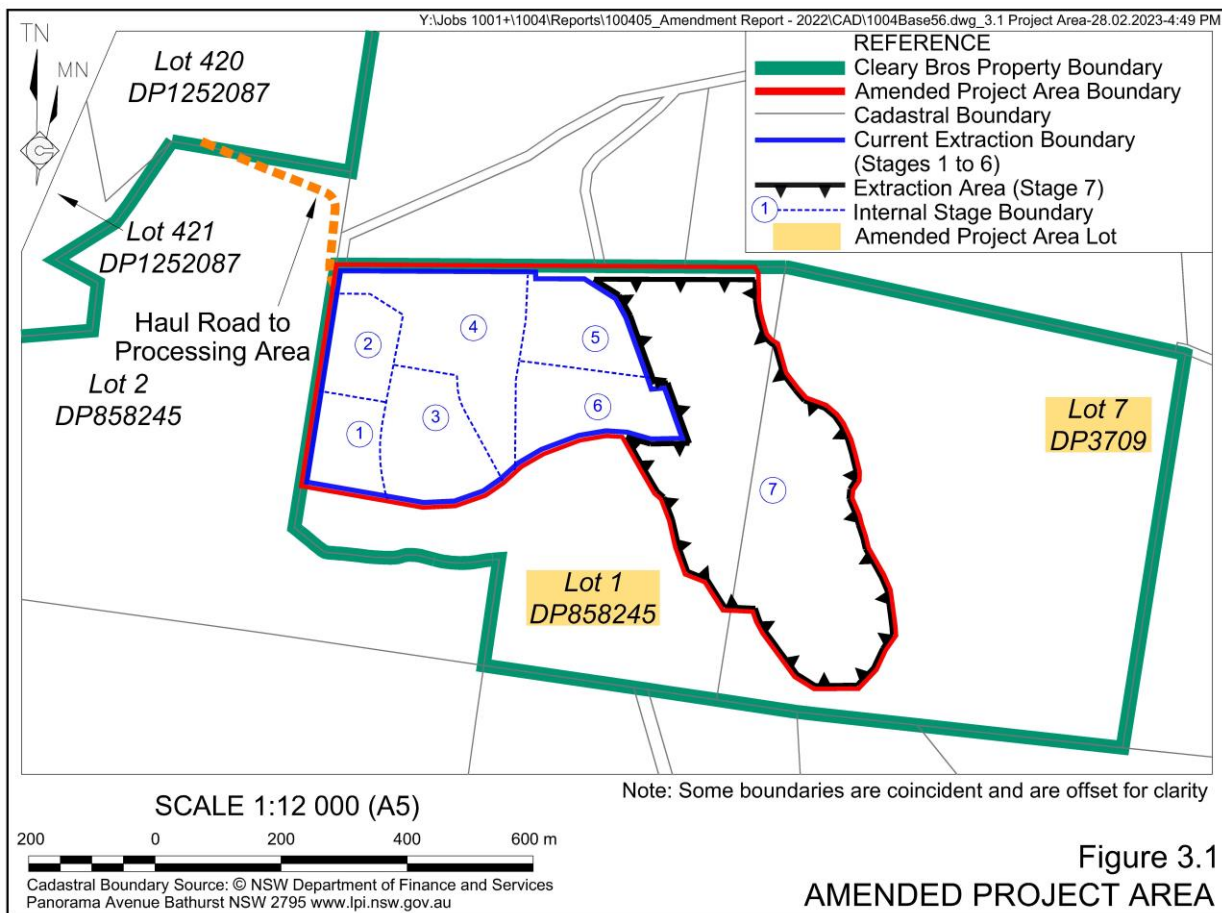 Y:\Jobs 1001+\1004\Reports\100405_Amendment Report - 2022\CAD\1004Base56.dwg_3.1 Project Area-28.02.2023-4:49 PM
TN
MN
REFERENCE
Cleary Bros Property Boundary
Amended Project Area Boundary
Cadastral Boundary
Current Extraction Boundary
(Stages 1 to 6)
Extraction Area (Stage 7)
1
Internal Stage Boundary
Amended Project Area Lot
Lot 420
DP1252087
Lot 421
DP1252087
Haul Road to
Processing Area
Lot 2
DP858245
2
4
5
1
3
6
7
Lot 7
DP3709
Lot 1
DP858245
Note: Some boundaries are coincident and are offset for clarity
SCALE 1:12 000 (A5)
200 0 200 400 600 m
Cadastral Boundary Source: © NSW Department of Finance and Services
Panorama Avenue Bathurst NSW 2795 www.lpi.nsw.gov.au
Figure 3.1
AMENDED PROJECT AREA